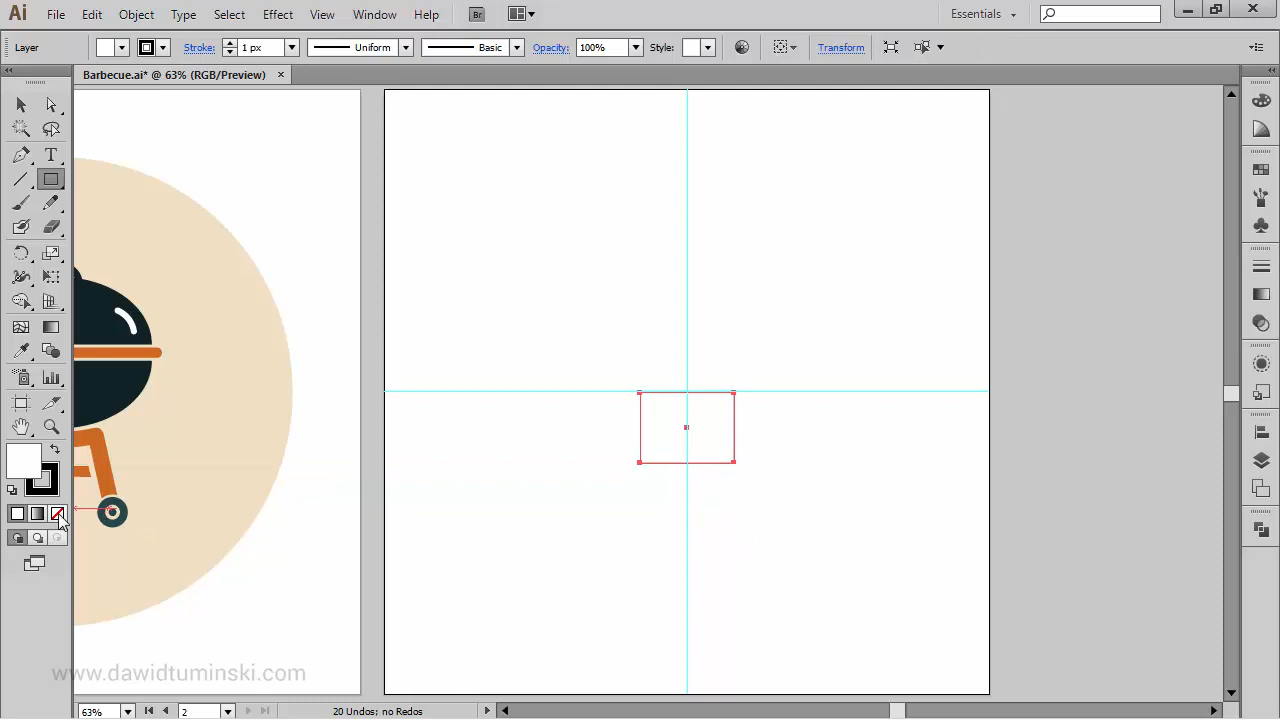 Ai File Edit Object Type Select Effect View Window Help Br Essentials
Layer Stroke: 1 px Uniform Basic Opacity: 100% Style: Transform
Barbecue.ai* @ 63% (RGB/Preview)
T
www.dawidtuminski.com
63% 2 20 Undos; no Redos